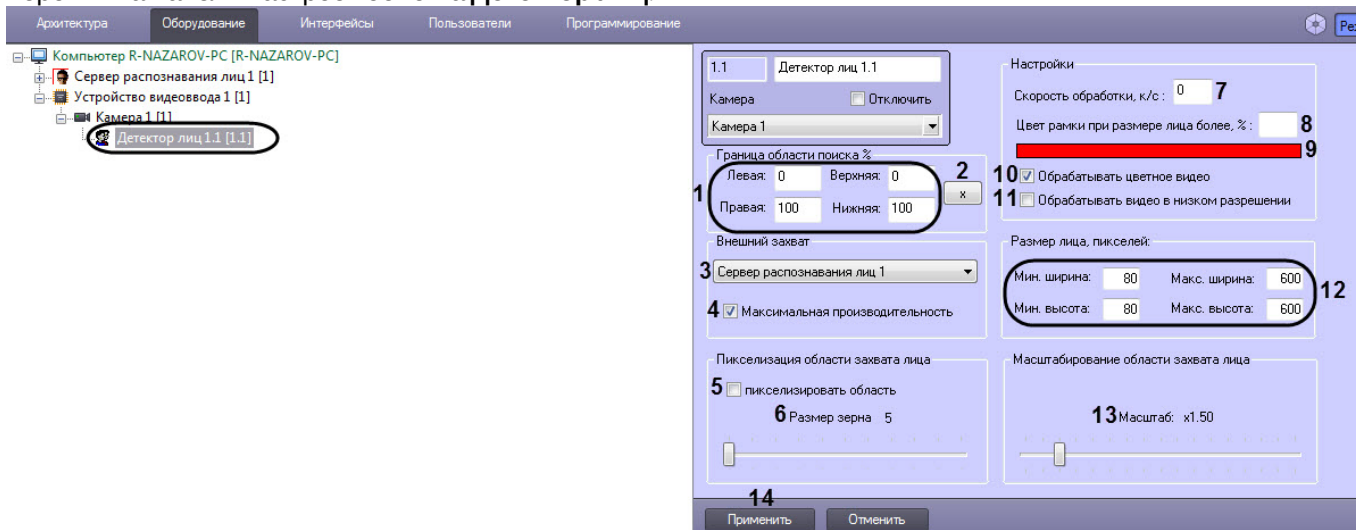 Архитектура Оборудование Интерфейсы Пользователи Программирование
Компьютер R-NAZAROV-PC [R-NAZAROV-PC]
Сервер распознавания лиц 1 [1]
Устройство видеоввода 1 [1]
Камера 1 [1]
Детектор лиц 1.1 [1.1]
1.1 Детектор лиц 1.1
Камера Отключить
Камера 1
Граница области поиска %
Левая: 0 Верхняя: 0 2
1 x
Правая: 100 Нижняя: 100
Внешний захват
3 Сервер распознавания лиц 1
4 Максимальная производительность
Пикселизация области захвата лица
5 пикселизировать область
6 Размер зерна 5
Настройки
Скорость обработки, к/с : 0 7
Цвет рамки при размере лица более, % : 8
9
10 Обрабатывать цветное видео
11 Обрабатывать видео в низком разрешении
Размер лица, пикселей:
Мин. ширина: 80 Макс. ширина: 600
12
Мин. высота: 80 Макс. высота: 600
Масштабирование области захвата лица
13 Масштаб: x1.50
14
Применить Отменить